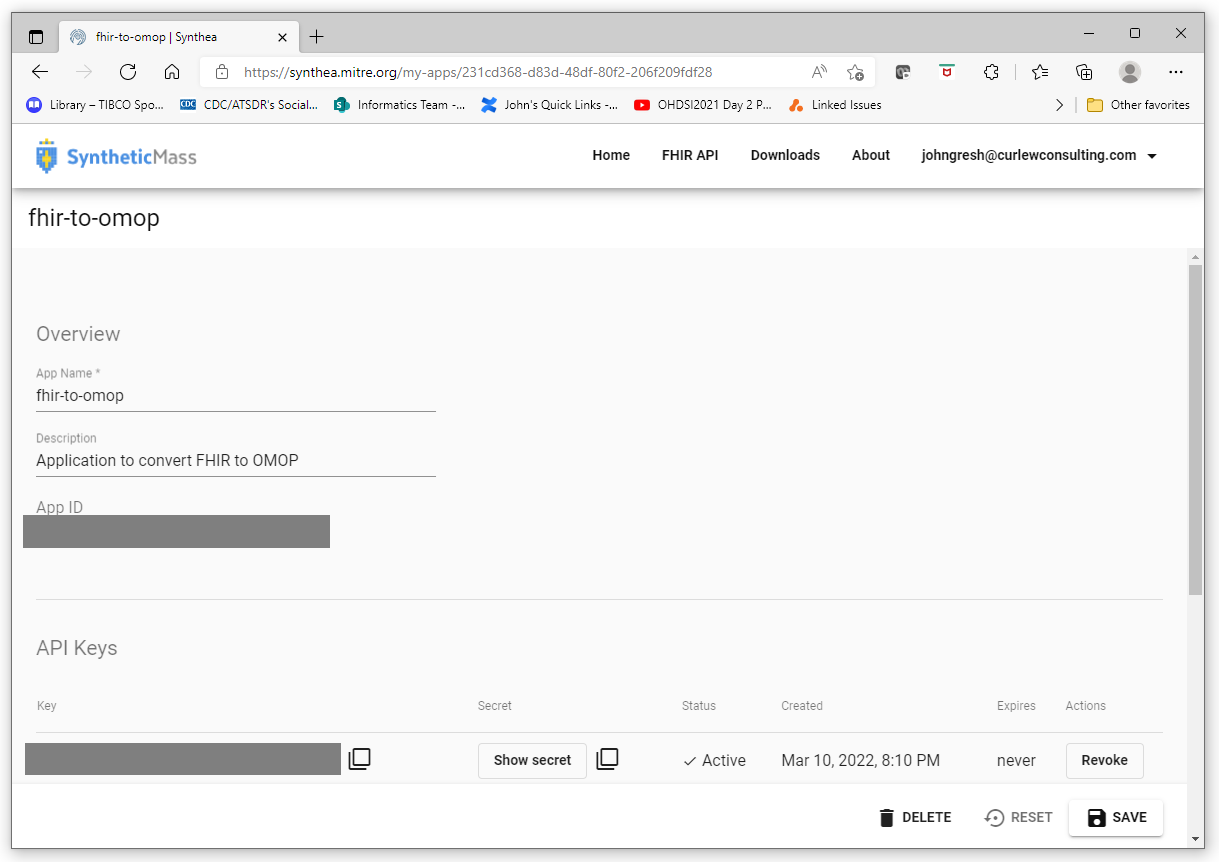 fhir-to-omop | Synthea
https://synthea.mitre.org/my-apps/231cd368-d83d-48df-80f2-206f209fdf28
Library – TIBCO Spo... CDC CDC/ATSDR's Social... S Informatics Team -... John's Quick Links -... OHDSI2021 Day 2 P... Linked Issues Other favorites
SyntheticMass Home FHIR API Downloads About johngresh@curlewconsulting.com
fhir-to-omop
Overview
App Name *
fhir-to-omop
Description
Application to convert FHIR to OMOP
App ID
API Keys
Key Secret Status Created Expires Actions
Show secret Active Mar 10, 2022, 8:10 PM never Revoke
DELETE RESET SAVE